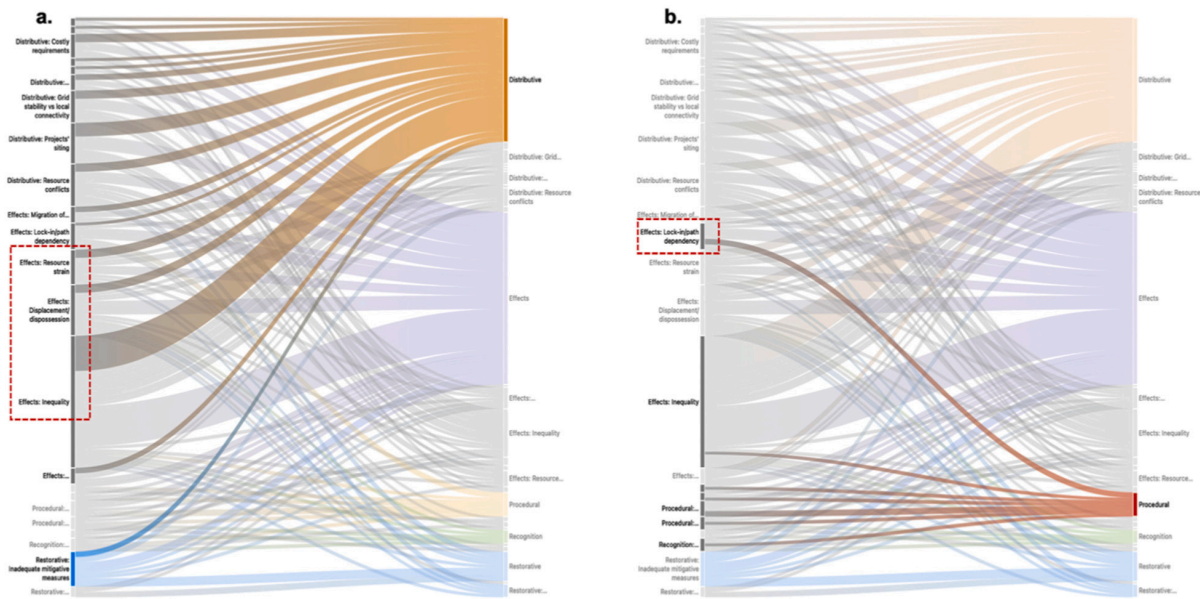 a.
Distributive: Costly
requirements
Distributive:...
Distributive: Grid
stability vs local
connectivity
Distributive: Projects'
siting
Distributive: Resource
conflicts
Effects: Migration of...
Effects: Lock-in/path
dependency
Effects: Resource
strain
Effects:
Displacement/
dispossession
Effects: Inequality
Effects:...
Procedural:...
Procedural:...
Recognition:...
Restorative:
Inadequate mitigative
measures
Restorative:...
Distributive
Distributive: Grid...
Distributive:...
Distributive: Resource
conflicts
Effects
Effects:...
Effects: Inequality
Effects: Resource...
Procedural
Recognition
Restorative
Restorative:...
b.
Distributive: Costly
requirements
Distributive:...
Distributive: Grid
stability vs local
connectivity
Distributive: Projects'
siting
Distributive: Resource
conflicts
Effects: Migration of...
Effects: Lock-in/path
dependency
Effects: Resource
strain
Effects:
Displacement/
dispossession
Effects: Inequality
Effects:...
Procedural:...
Procedural:...
Recognition:...
Restorative:
Inadequate mitigative
measures
Restorative:...
Distributive
Distributive: Grid...
Distributive:...
Distributive: Resource
conflicts
Effects
Effects:...
Effects: Inequality
Effects: Resource...
Procedural
Recognition
Restorative
Restorative:...